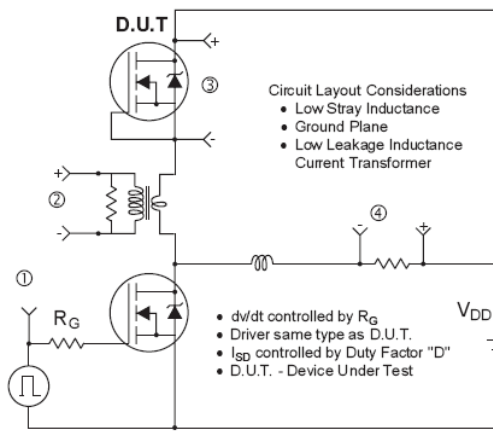 D.U.T
+
③
-
Circuit Layout Considerations
• Low Stray Inductance
• Ground Plane
• Low Leakage Inductance
Current Transformer
+
②
-
④
- +
①
RG
VDD
• dv/dt controlled by RG
• Driver same type as D.U.T.
• ISD controlled by Duty Factor "D"
• D.U.T. - Device Under Test